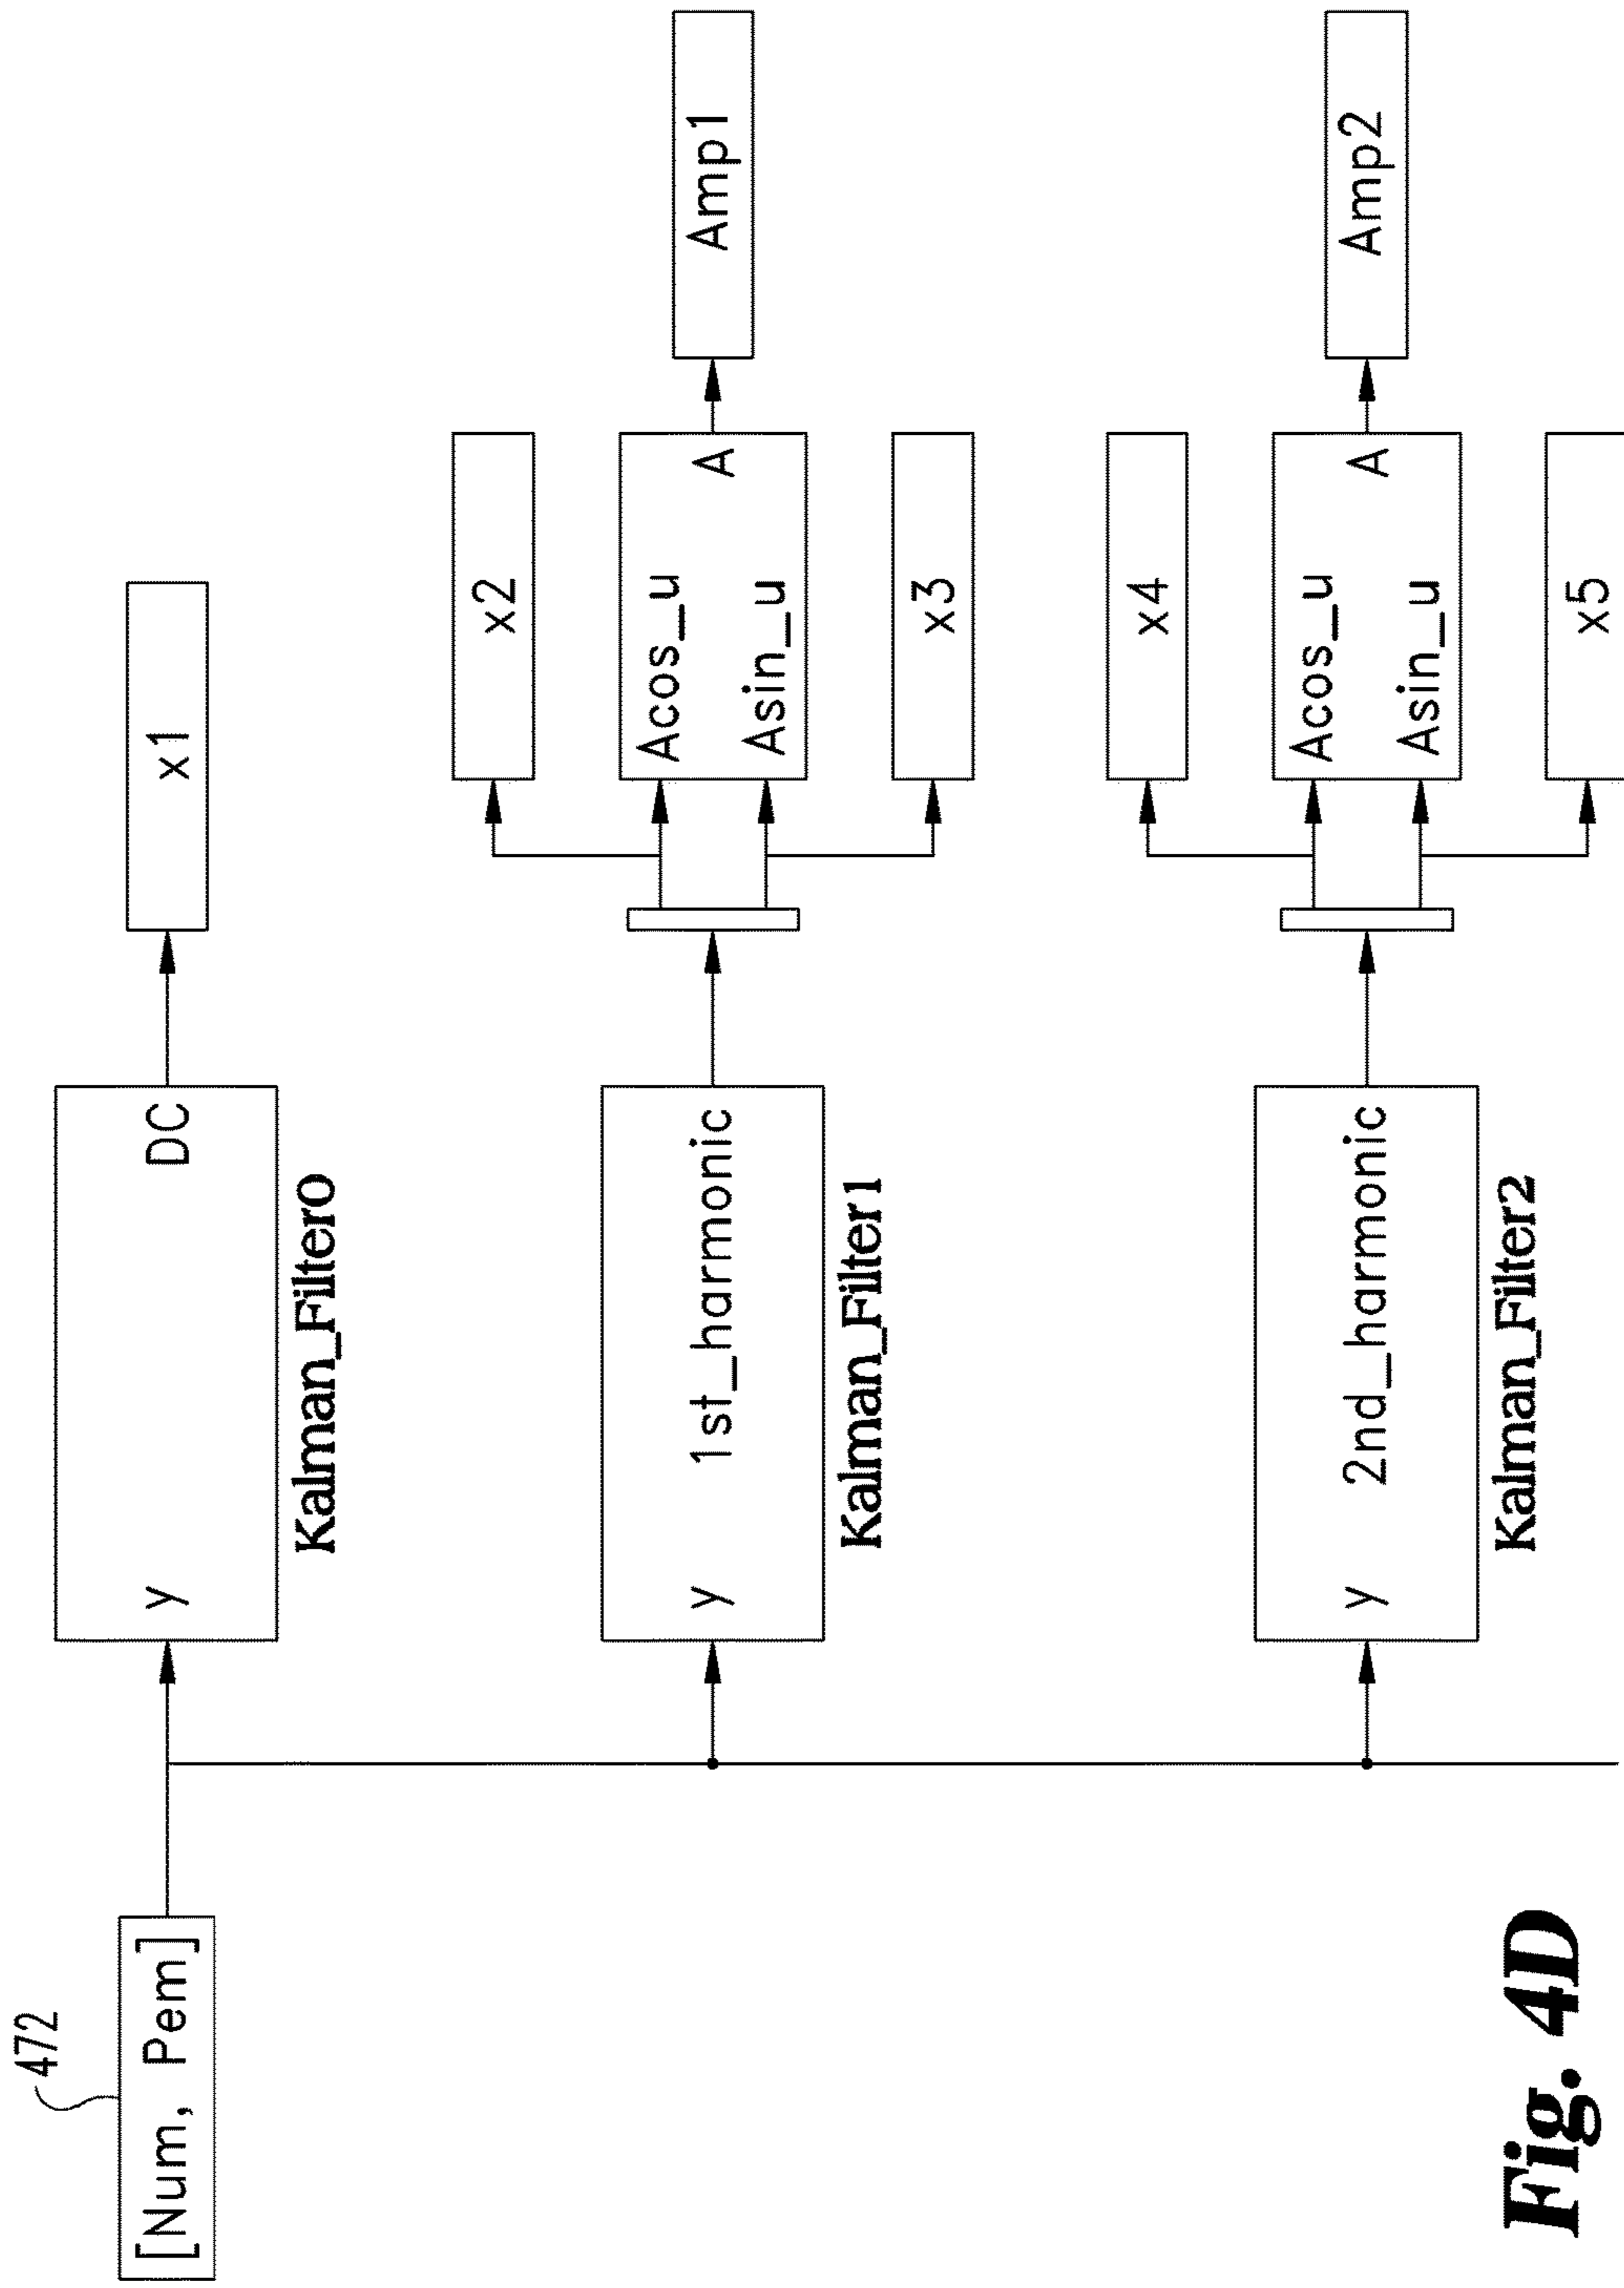 472
[Num, Pem]
y
DC
Kalman_Filter0
x1
y
1st_harmonic
Kalman_Filter1
x2
Acos_u
Asin_u
A
x3
Amp1
y
2nd_harmonic
Kalman_Filter2
x4
Acos_u
Asin_u
A
x5
Amp2
Fig. 4D